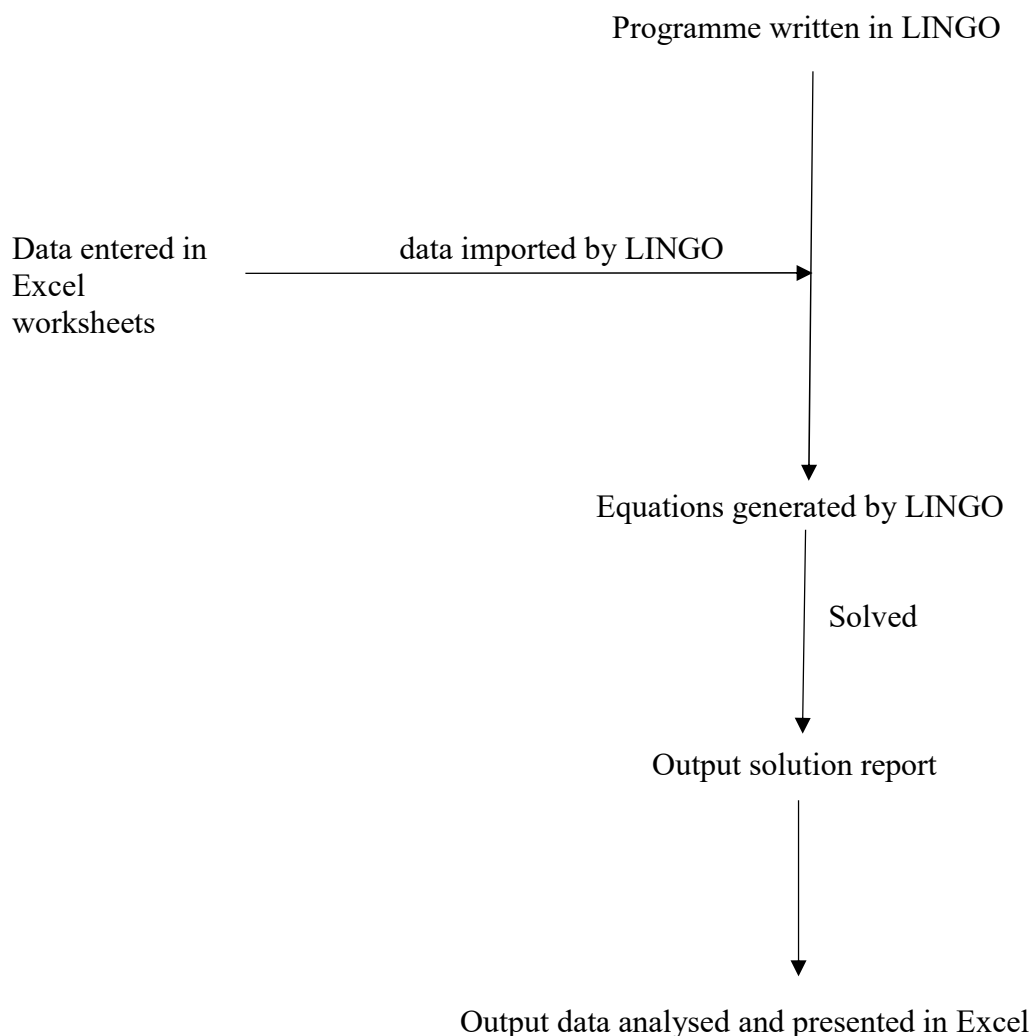 Programme written in LINGO
Data entered in
Excel
worksheets
data imported by LINGO
Equations generated by LINGO
Solved
Output solution report
Output data analysed and presented in Excel